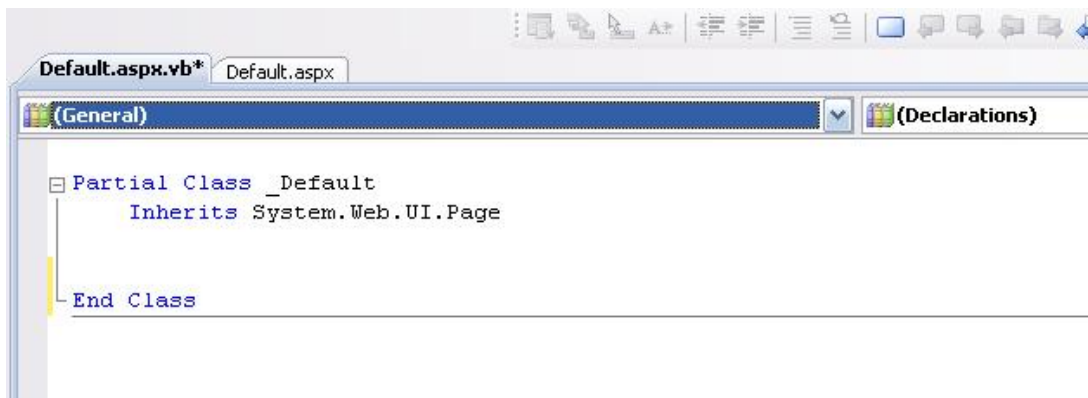 Default.aspx.vb* Default.aspx
(General) (Declarations)
Partial Class _Default
Inherits System.Web.UI.Page
End Class